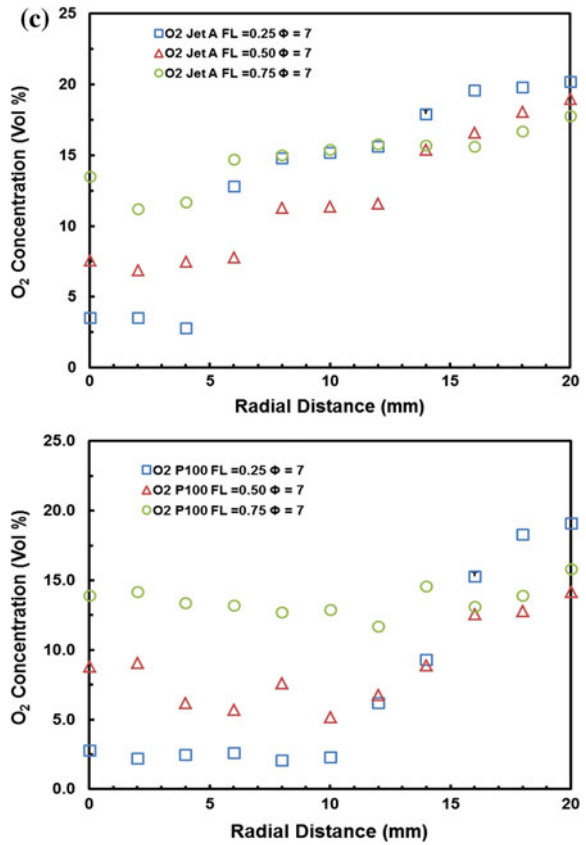 (c)
25
20
15
10
5
0
O2 Jet A FL =0.25 Φ = 7
O2 Jet A FL =0.50 Φ = 7
O2 Jet A FL =0.75 Φ = 7
O₂ Concentration (Vol %)
0 5 10 15 20
Radial Distance (mm)
25.0
20.0
15.0
10.0
5.0
0.0
O2 P100 FL =0.25 Φ = 7
O2 P100 FL =0.50 Φ = 7
O2 P100 FL =0.75 Φ = 7
O₂ Concentration (Vol %)
0 5 10 15 20
Radial Distance (mm)